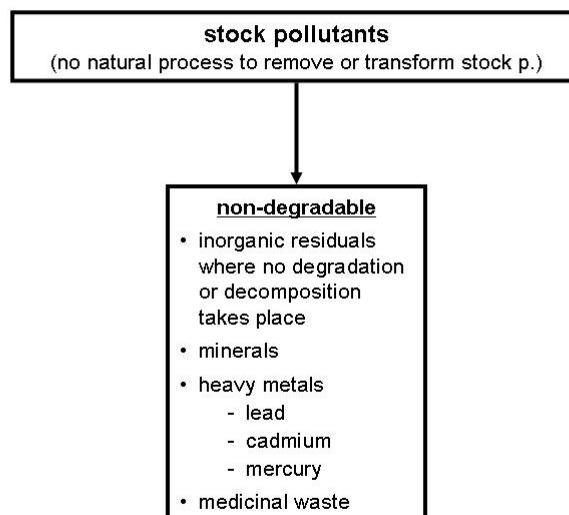 stock pollutants
(no natural process to remove or transform stock p.)
non-degradable
• inorganic residuals
where no degradation
or decomposition
takes place
• minerals
• heavy metals
- lead
- cadmium
- mercury
• medicinal waste